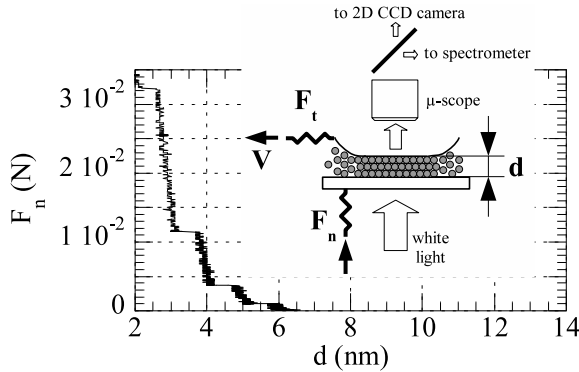 to 2D CCD camera
to spectrometer
μ-scope
F_t
V
d
F_n
white
light
F_n (N)
3 10^-2
2 10^-2
1 10^-2
0
2 4 6 8 10 12 14
d (nm)